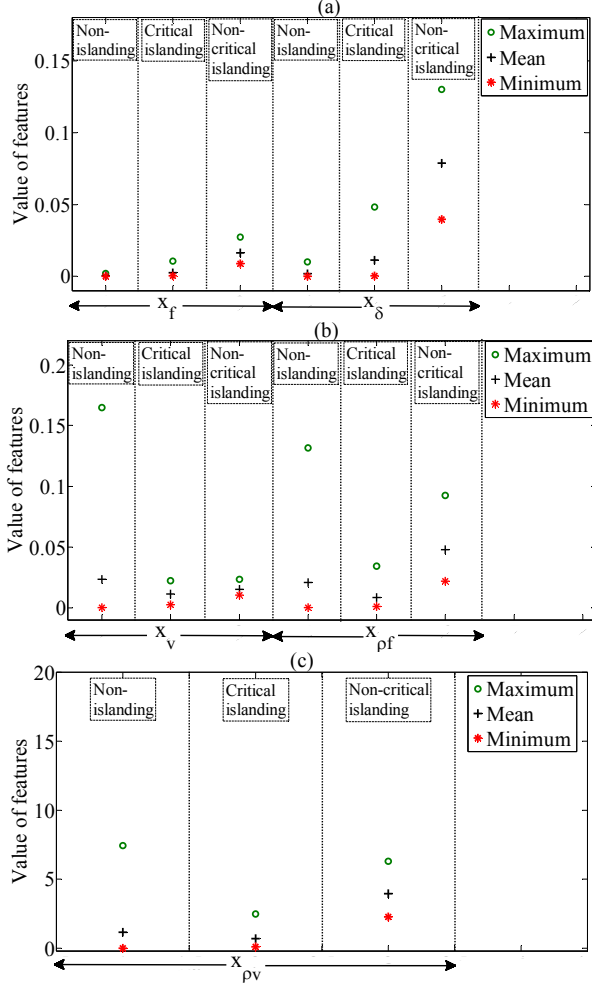 (a)
Non-
islanding
Critical
islanding
Non-
critical
islanding
Non-
islanding
Critical
islanding
Non-
critical
islanding
Maximum
Mean
Minimum
0.15
0.1
0.05
0
Value of features
x_f
x_δ
(b)
Non-
islanding
Critical
islanding
Non-
critical
islanding
Non-
islanding
Critical
islanding
Non-
critical
islanding
Maximum
Mean
Minimum
0.2
0.15
0.1
0.05
0
Value of features
x_v
x_ρf
(c)
Non-
islanding
Critical
islanding
Non-critical
islanding
Maximum
Mean
Minimum
20
15
10
5
0
Value of features
x_ρv